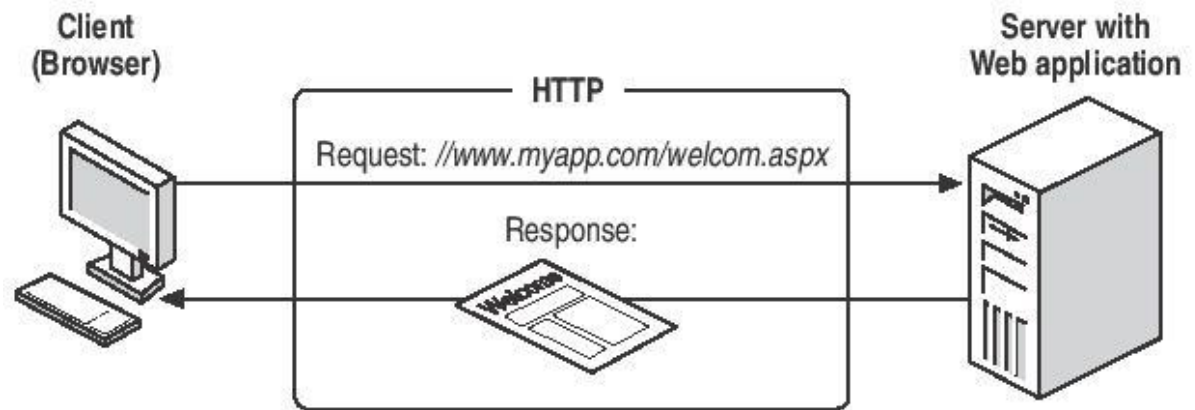 Client
(Browser)
Server with
Web application
HTTP
Request: //www.myapp.com/welcom.aspx
Response:
Welcome